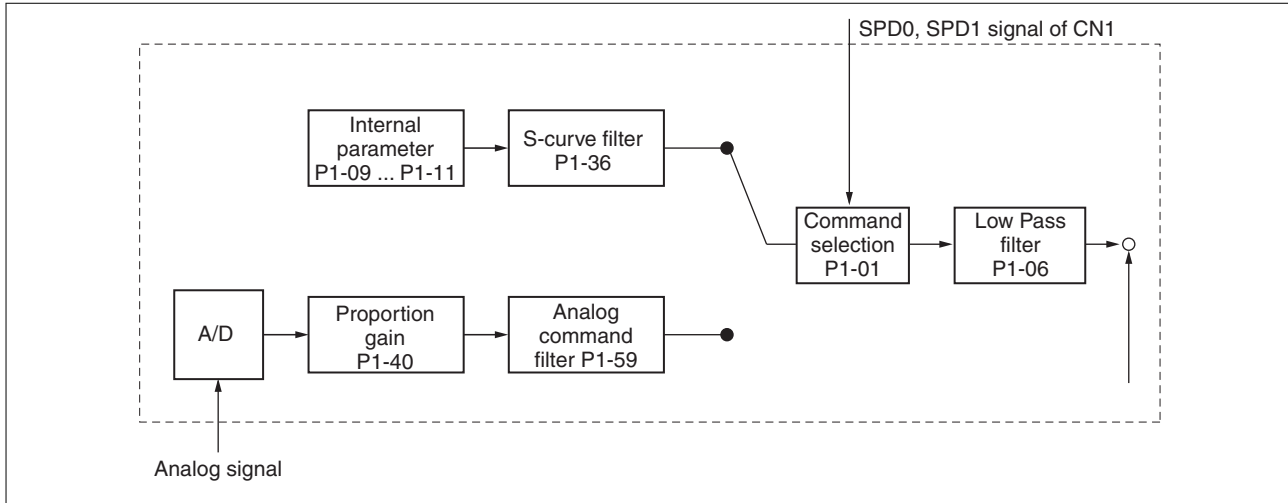 SPD0, SPD1 signal of CN1
Internal
parameter
P1-09 ... P1-11
S-curve filter
P1-36
Command
selection
P1-01
Low Pass
filter
P1-06
A/D
Proportion
gain
P1-40
Analog
command
filter P1-59
Analog signal